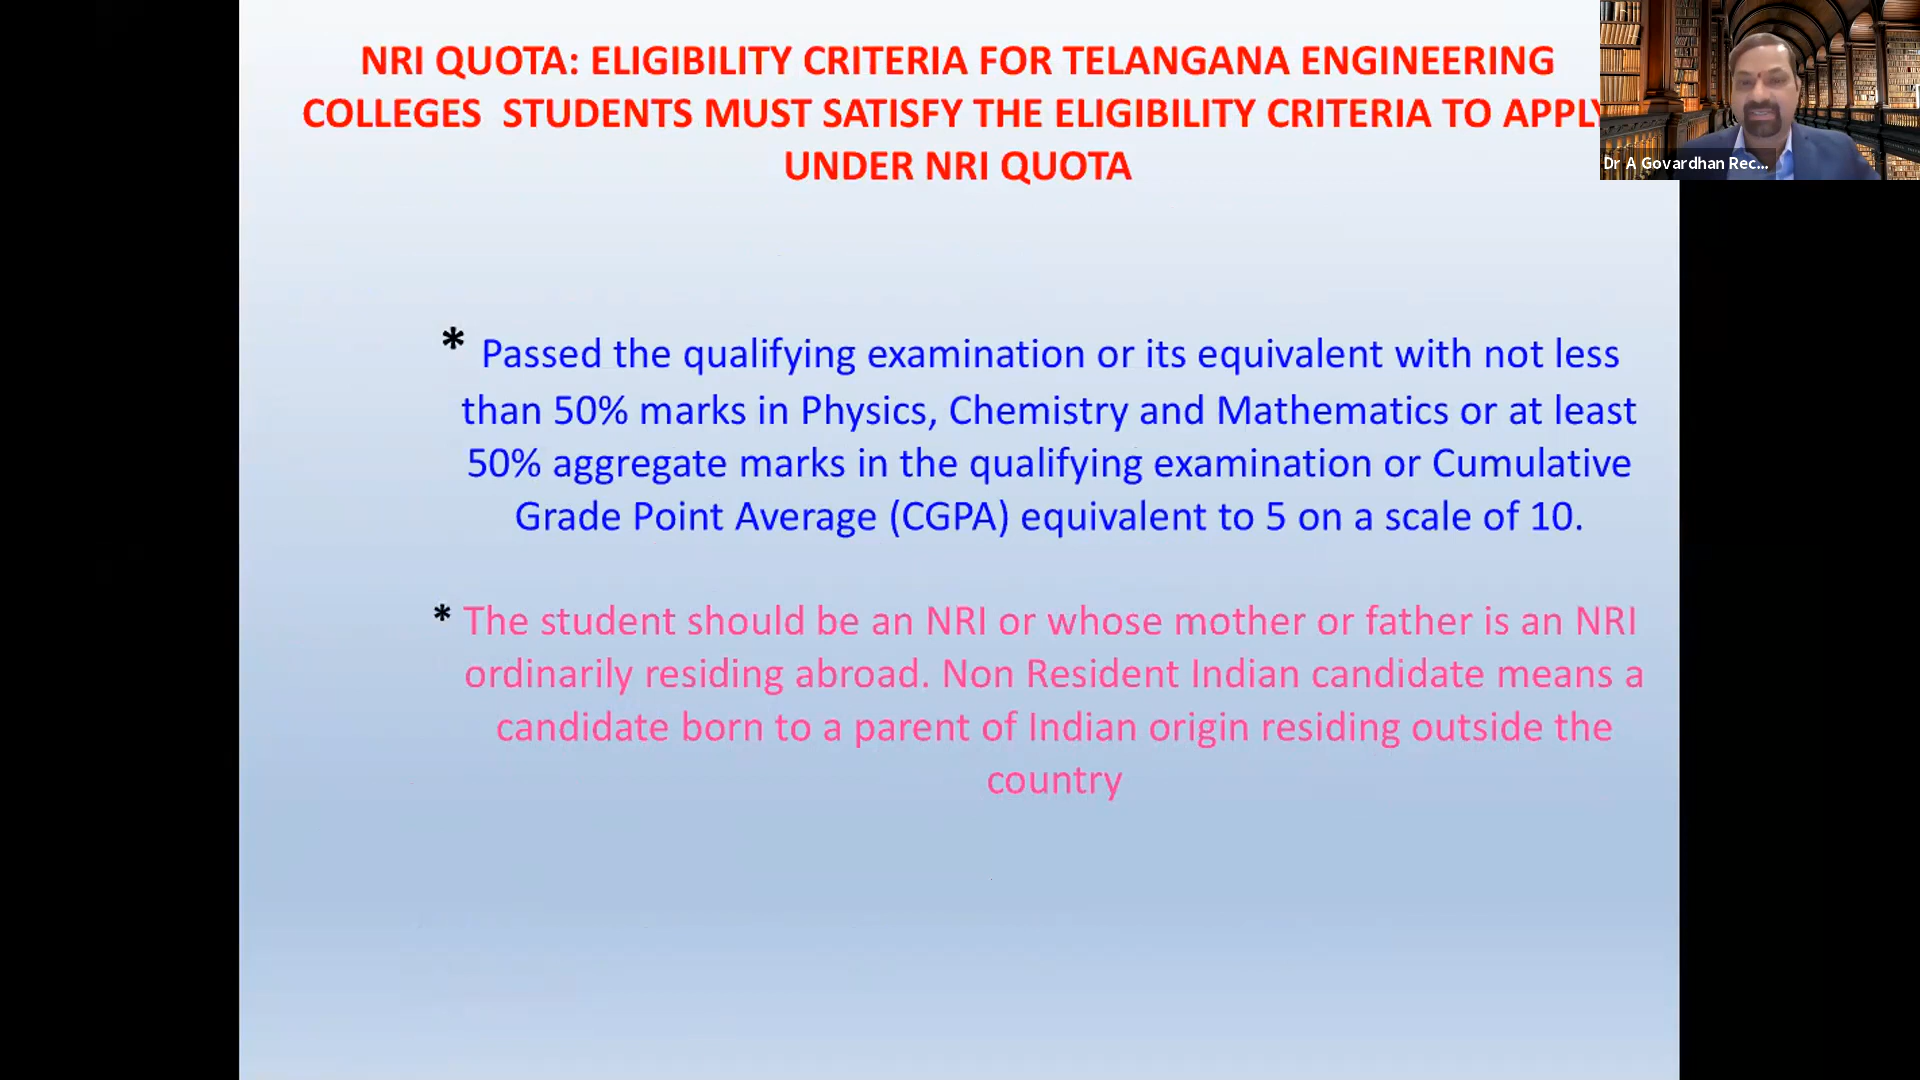 NRI QUOTA: ELIGIBILITY CRITERIA FOR TELANGANA ENGINEERING
COLLEGES STUDENTS MUST SATISFY THE ELIGIBILITY CRITERIA TO APPLY
UNDER NRI QUOTA
Dr A Govardhan Rec...
* Passed the qualifying examination or its equivalent with not less
than 50% marks in Physics, Chemistry and Mathematics or at least
50% aggregate marks in the qualifying examination or Cumulative
Grade Point Average (CGPA) equivalent to 5 on a scale of 10.
* The student should be an NRI or whose mother or father is an NRI
ordinarily residing abroad. Non Resident Indian candidate means a
candidate born to a parent of Indian origin residing outside the
country